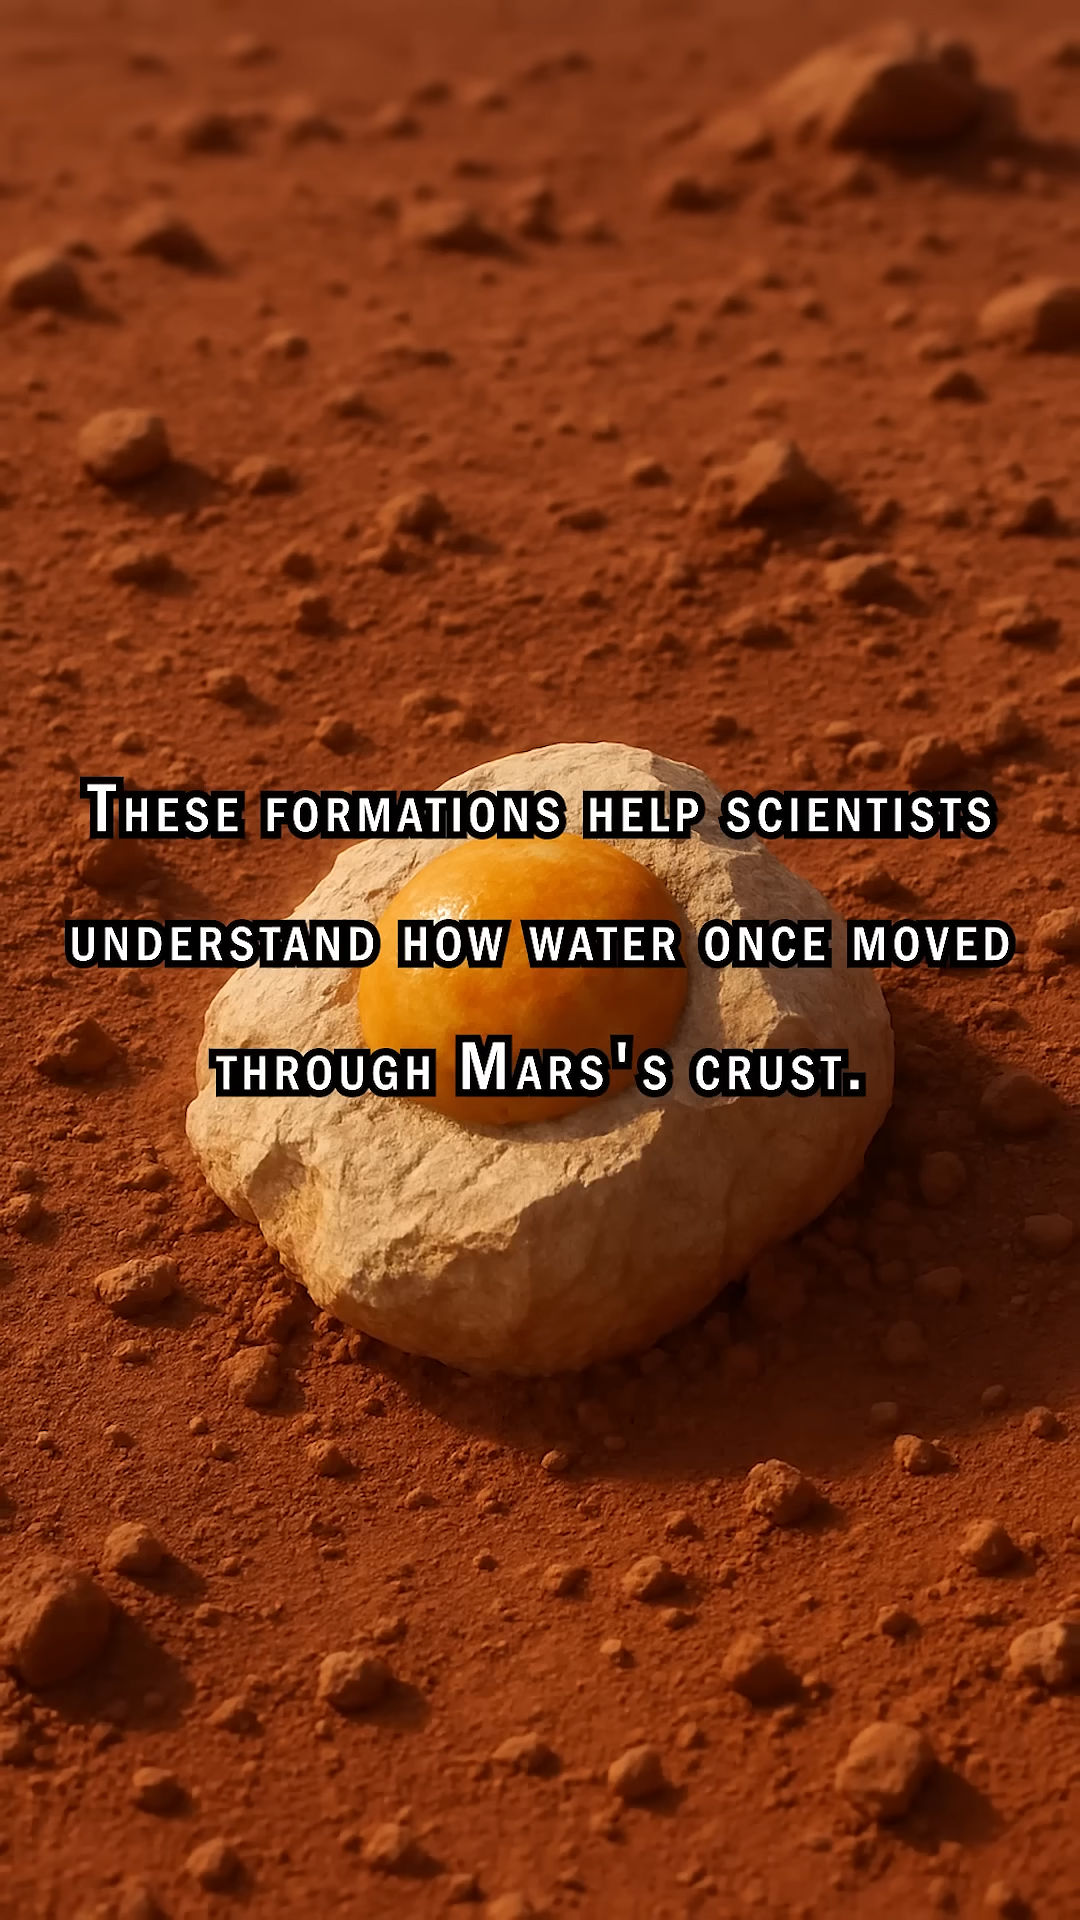 These formations help scientists
understand how water once moved
through Mars's crust.